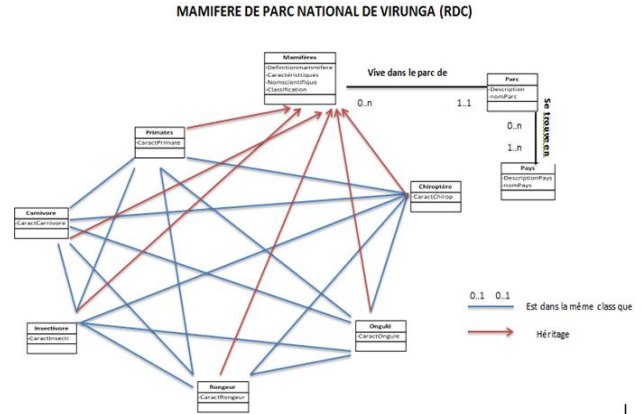 MAMIFERE DE PARC NATIONAL DE VIRUNGA (RDC)
Mamifères
-Definitionmammifere
-Caractéristiques
-Nomscientifique
-Classification
Vive dans le parc de
0..n
1..1
Parc
-Description
-nomParc
Se trouve en
0..n
1..n
Pays
-DescriptionPays
-nomPays
Primates
-CaractPrimate
Chiroptère
-CaractChirop
Carnivore
-CaractCarnivore
Insectivore
-CaractInsecti
Ongulé
-CaractOngule
Rongeur
-CaractRongeur
0..1 0..1
Est dans la même class que
Héritage